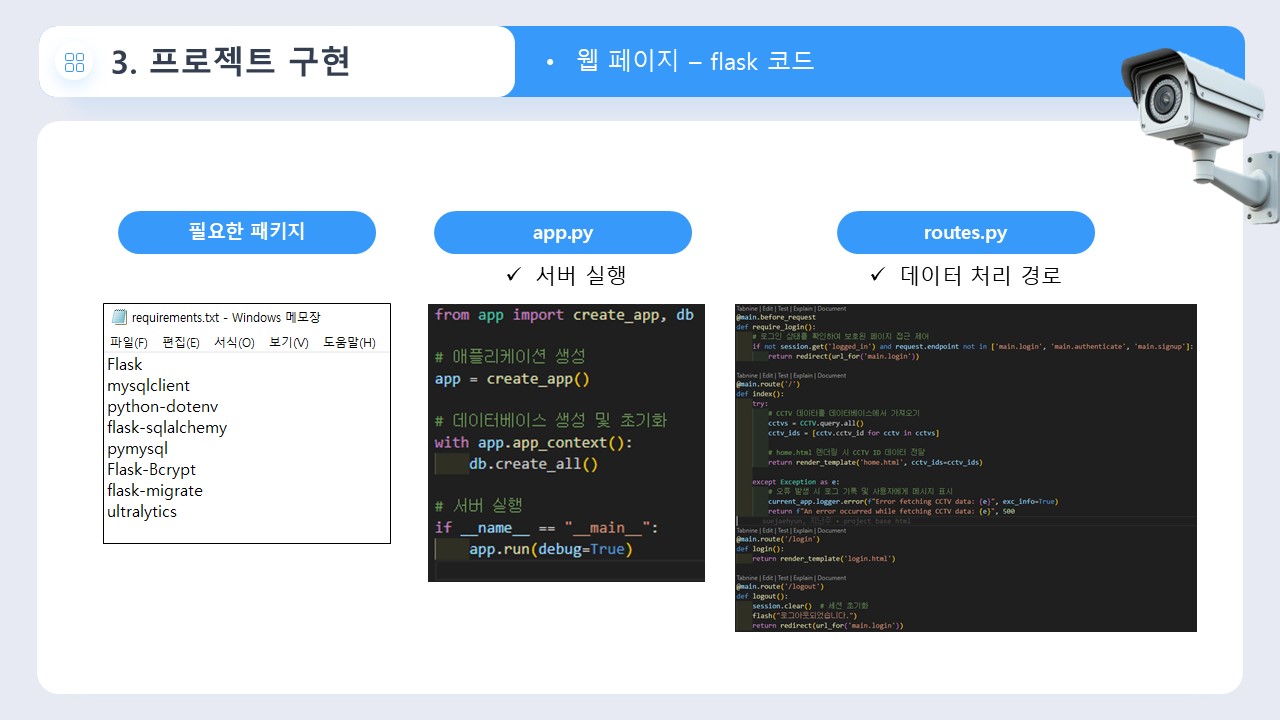 3. 프로젝트 구현
• 웹 페이지 – flask 코드
필요한 패키지
requirements.txt - Windows 메모장
파일(F) 편집(E) 서식(O) 보기(V) 도움말(H)
Flask
mysqlclient
python-dotenv
flask-sqlalchemy
pymysql
Flask-Bcrypt
flask-migrate
ultralytics
app.py
✓ 서버 실행
from app import create_app, db
# 애플리케이션 생성
app = create_app()
# 데이터베이스 생성 및 초기화
with app.app_context():
    db.create_all()
# 서버 실행
if __name__ == "__main__":
    app.run(debug=True)
routes.py
✓ 데이터 처리 경로
Tabnine | Edit | Test | Explain | Document
@main.before_request
def require_login():
    # 로그인 상태를 확인하여 보호된 페이지 접근 제어
    if not session.get('logged_in') and request.endpoint not in ['main.login', 'main.authenticate', 'main.signup']:
        return redirect(url_for('main.login'))
Tabnine | Edit | Test | Explain | Document
@main.route('/')
def index():
    try:
        # CCTV 데이터를 데이터베이스에서 가져오기
        cctvs = CCTV.query.all()
        cctv_ids = [cctv.cctv_id for cctv in cctvs]
        # home.html 렌더링 시 CCTV ID 데이터 전달
        return render_template('home.html', cctv_ids=cctv_ids)
    except Exception as e:
        # 오류 발생 시 로그 기록 및 사용자에게 메시지 표시
        current_app.logger.error(f"Error fetching CCTV data: {e}", exc_info=True)
        return f"An error occurred while fetching CCTV data: {e}", 500
지난주 • project base html
Tabnine | Edit | Test | Explain | Document
@main.route('/login')
def login():
    return render_template('login.html')
Tabnine | Edit | Test | Explain | Document
@main.route('/logout')
def logout():
    session.clear()  # 세션 초기화
    flash("로그아웃되었습니다.")
    return redirect(url_for('main.login'))